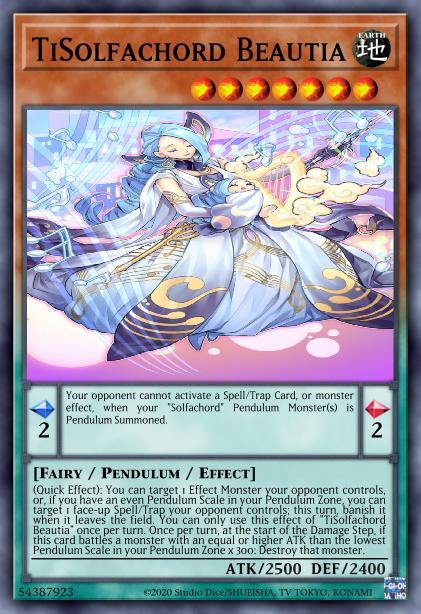 TiSolfachord Beautia
EARTH
地
Your opponent cannot activate a Spell/Trap Card, or monster
effect, when your "Solfachord" Pendulum Monster(s) is
Pendulum Summoned.
2
2
[Fairy / Pendulum / Effect]
(Quick Effect): You can target 1 Effect Monster your opponent controls,
or, if you have an even Pendulum Scale in your Pendulum Zone, you can
target 1 face-up Spell/Trap your opponent controls; this turn, banish it
when it leaves the field. You can only use this effect of "TiSolfachord
Beautia" once per turn. Once per turn, at the start of the Damage Step, if
this card battles a monster with an equal or higher ATK than the lowest
Pendulum Scale in your Pendulum Zone x 300: Destroy that monster.
ATK/2500 DEF/2400
54387923
©2020 Studio Dice/SHUEISHA, TV TOKYO, KONAMI